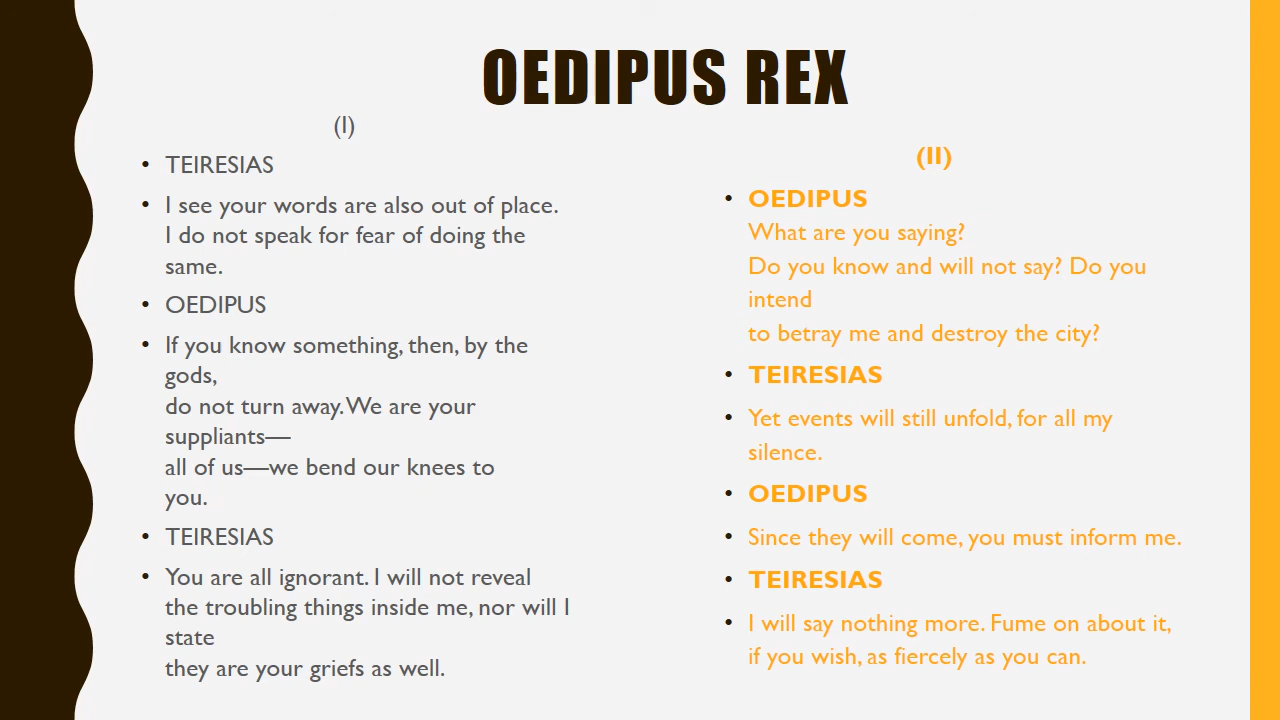 OEDIPUS REX
(I)
• TEIRESIAS
• I see your words are also out of place.
I do not speak for fear of doing the
same.
• OEDIPUS
• If you know something, then, by the
gods,
do not turn away. We are your
suppliants—
all of us—we bend our knees to
you.
• TEIRESIAS
• You are all ignorant. I will not reveal
the troubling things inside me, nor will I
state
they are your griefs as well.
(II)
• OEDIPUS
What are you saying?
Do you know and will not say? Do you
intend
to betray me and destroy the city?
• TEIRESIAS
• Yet events will still unfold, for all my
silence.
• OEDIPUS
• Since they will come, you must inform me.
• TEIRESIAS
• I will say nothing more. Fume on about it,
if you wish, as fiercely as you can.